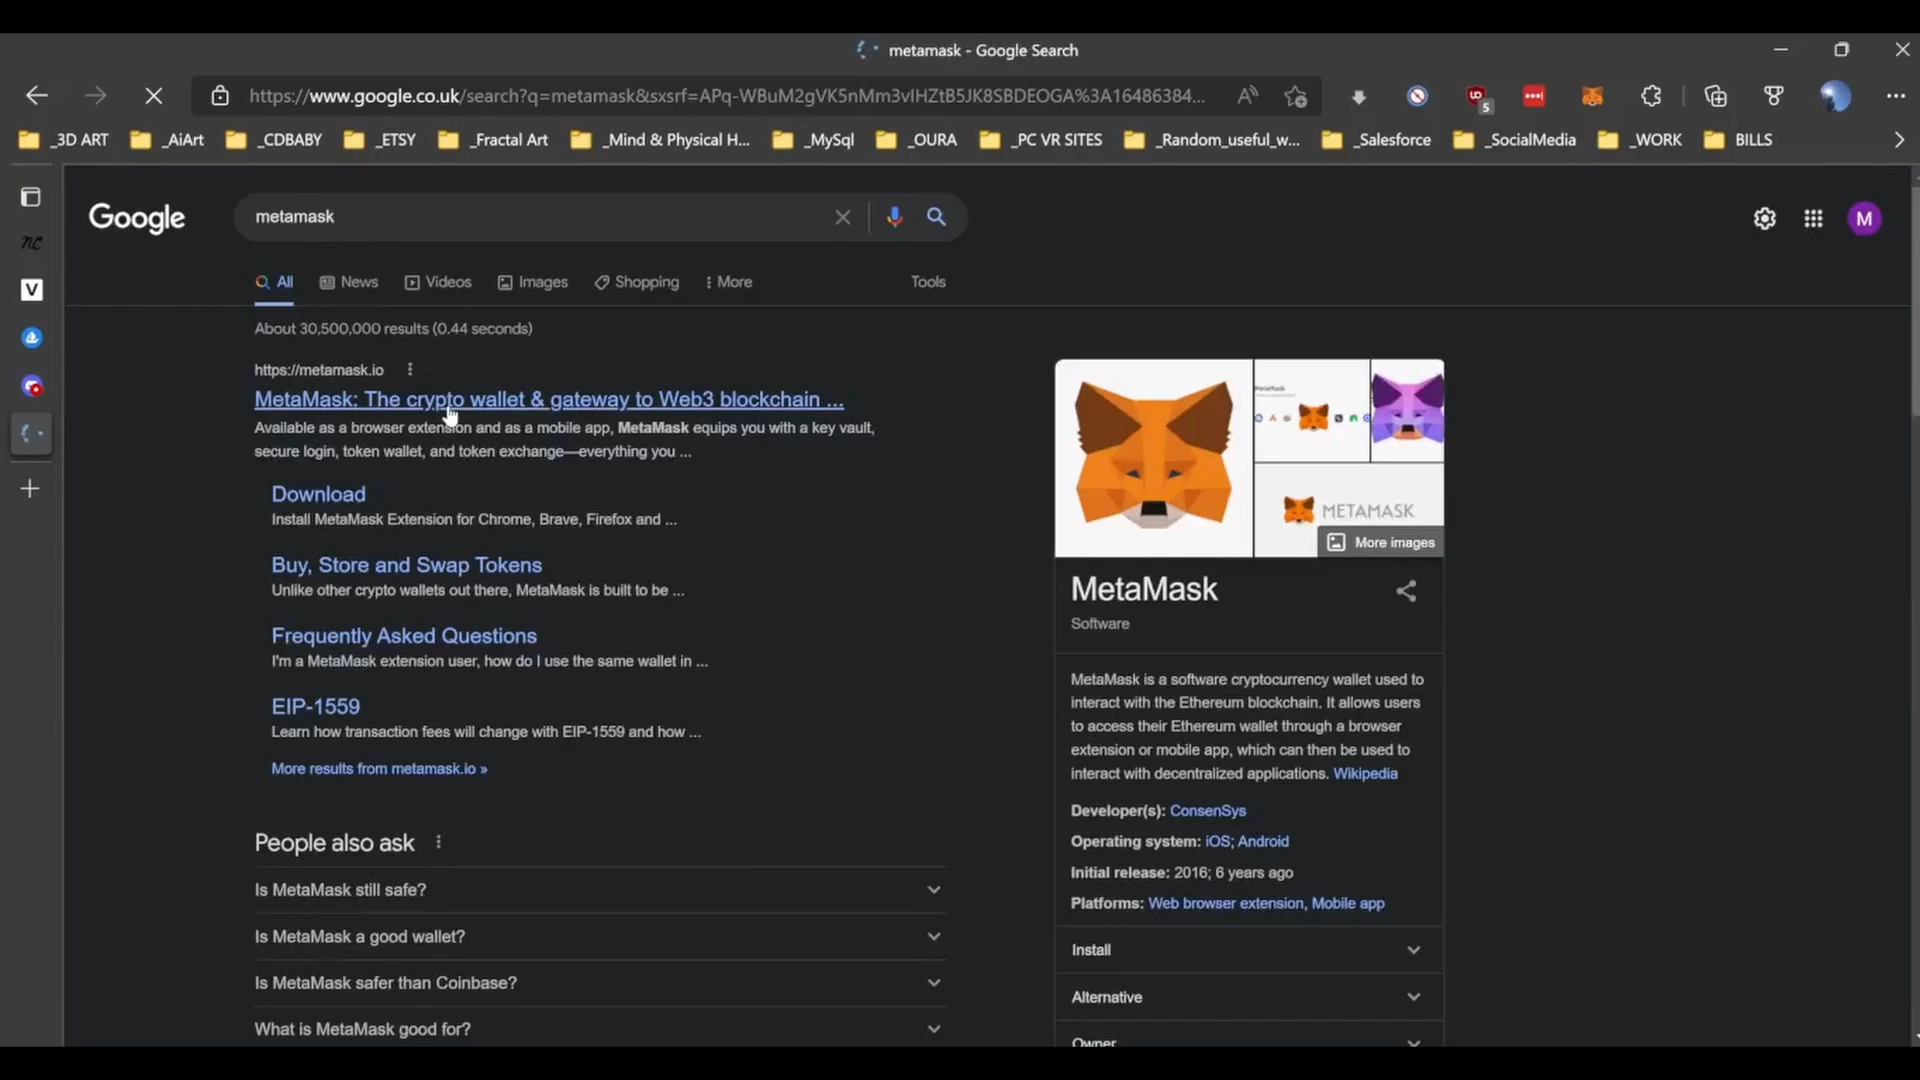 metamask - Google Search
https://www.google.co.uk/search?q=metamask&sxsrf=APq-WBuM2gVK5nMm3vIHZtB5JK8SBDEOGA%3A16486384...
5
_3D ART
_AiArt
_CDBABY
_ETSY
_Fractal Art
_Mind & Physical H...
_MySql
_OURA
_PC VR SITES
_Random_useful_w...
_Salesforce
_SocialMedia
_WORK
BILLS
Google
metamask
M
All
News
Videos
Images
Shopping
More
Tools
About 30,500,000 results (0.44 seconds)
https://metamask.io
MetaMask: The crypto wallet & gateway to Web3 blockchain ...
Available as a browser extension and as a mobile app, MetaMask equips you with a key vault,
secure login, token wallet, and token exchange—everything you ...
Download
Install MetaMask Extension for Chrome, Brave, Firefox and ...
Buy, Store and Swap Tokens
Unlike other crypto wallets out there, MetaMask is built to be ...
Frequently Asked Questions
I'm a MetaMask extension user, how do I use the same wallet in ...
EIP-1559
Learn how transaction fees will change with EIP-1559 and how ...
More results from metamask.io »
People also ask
Is MetaMask still safe?
Is MetaMask a good wallet?
Is MetaMask safer than Coinbase?
What is MetaMask good for?
METAMASK
More images
MetaMask
Software
MetaMask is a software cryptocurrency wallet used to
interact with the Ethereum blockchain. It allows users
to access their Ethereum wallet through a browser
extension or mobile app, which can then be used to
interact with decentralized applications. Wikipedia
Developer(s): ConsenSys
Operating system: iOS; Android
Initial release: 2016; 6 years ago
Platforms: Web browser extension, Mobile app
Install
Alternative
Owner